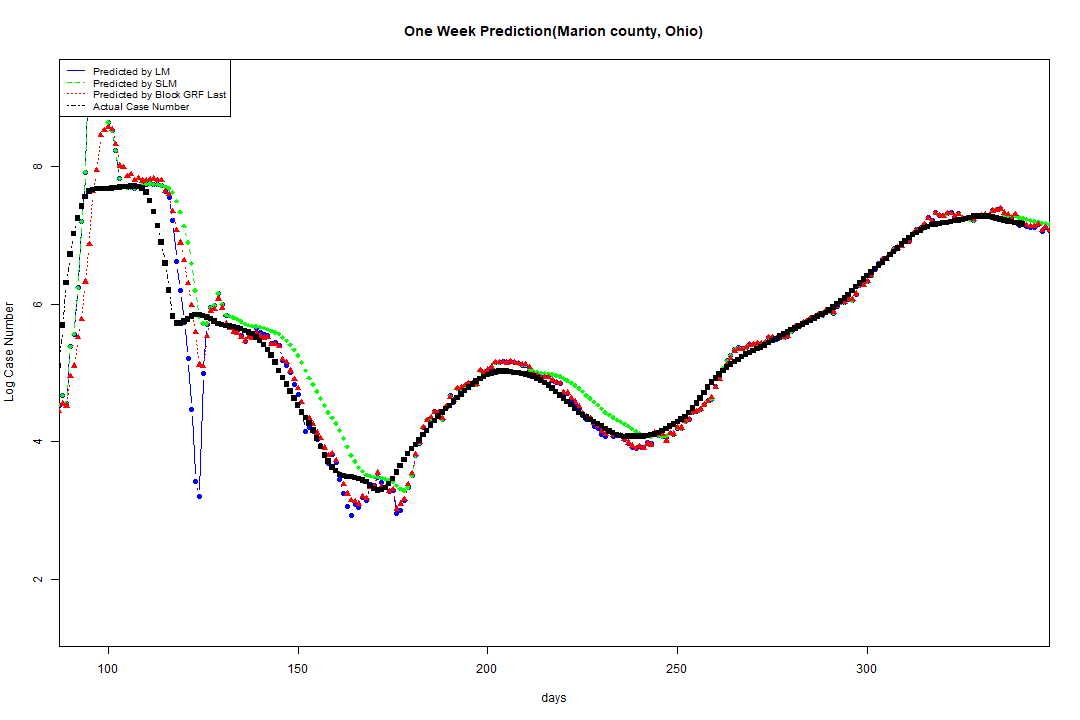 One Week Prediction(Marion county, Ohio)
Predicted by LM
Predicted by SLM
Predicted by Block GRF Last
Actual Case Number
8
6
4
2
Log Case Number
100 150 200 250 300
days